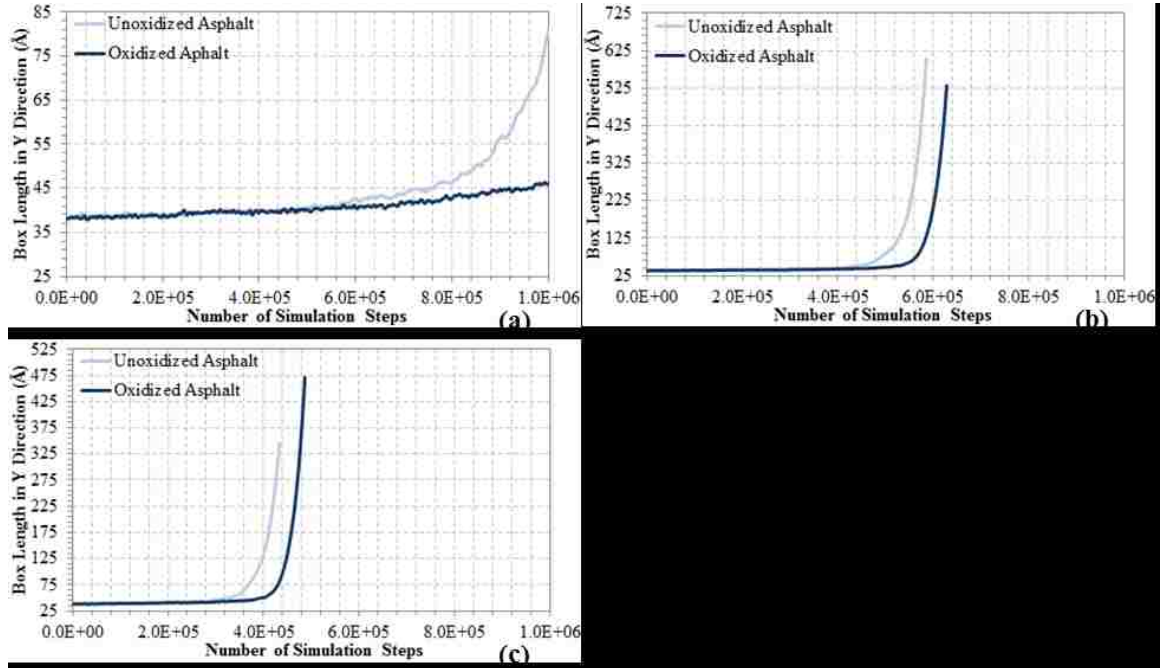 85
75
65
55
45
35
25
Box Length in Y Direction (Å)
Unoxidized Asphalt
Oxidized Aphalt
0.0E+00 2.0E+05 4.0E+05 6.0E+05 8.0E+05 1.0E+06
Number of Simulation Steps
(a)
725
625
525
425
325
225
125
25
Box Length in Y Direction (Å)
Unoxidized Asphalt
Oxidized Asphalt
0.0E+00 2.0E+05 4.0E+05 6.0E+05 8.0E+05 1.0E+06
Number of Simulation Steps
(b)
525
475
425
375
325
275
225
175
125
75
25
Box Length in Y Direction (Å)
Unoxidized Asphalt
Oxidized Asphalt
0.0E+00 2.0E+05 4.0E+05 6.0E+05 8.0E+05 1.0E+06
Number of Simulation Steps
(c)